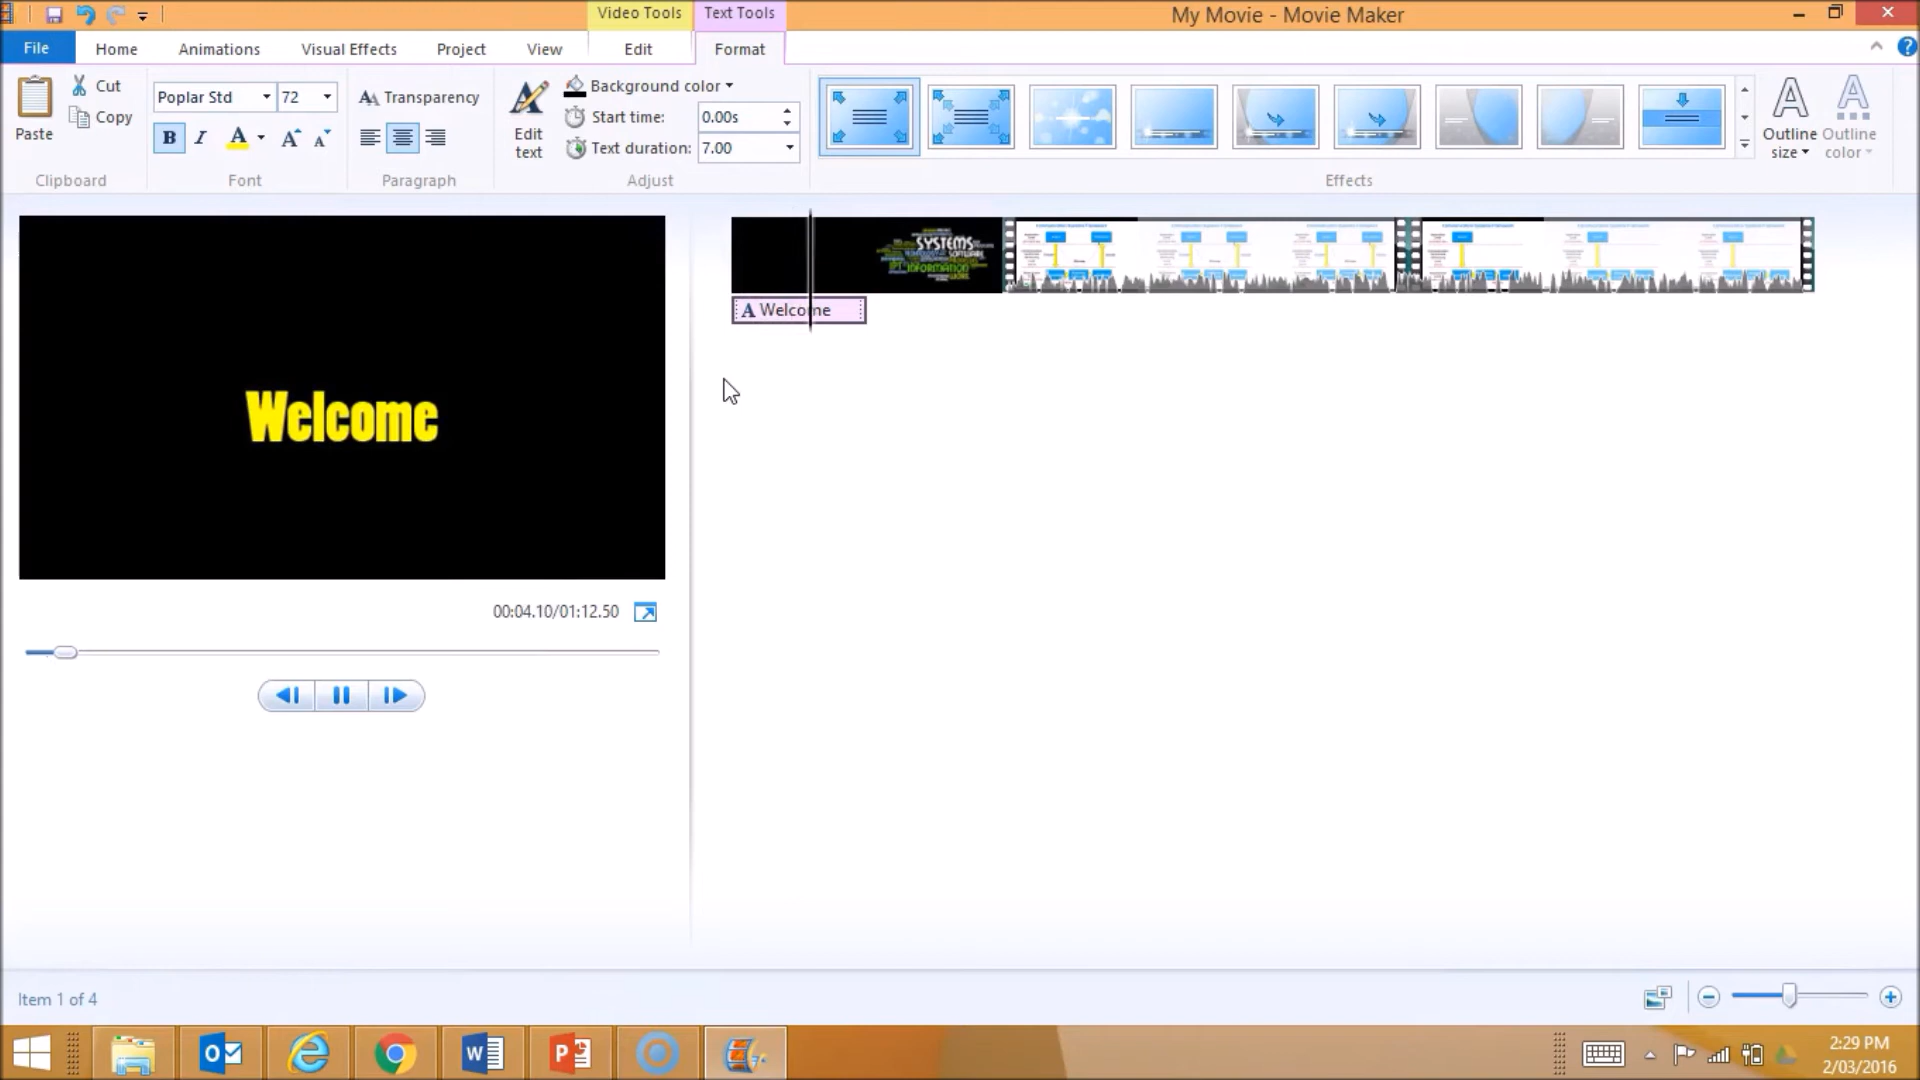 Video Tools
Text Tools
My Movie - Movie Maker
File
Home
Animations
Visual Effects
Project
View
Edit
Format
Paste
Cut
Copy
Clipboard
Poplar Std
72
Font
Transparency
Paragraph
Edit text
Background color
Start time:
0.00s
Text duration:
7.00
Adjust
Effects
Outline size
Outline color
SYSTEMS
SOFTWARE
INFORMATION
Welcome
Welcome
00:04.10/01:12.50
Item 1 of 4
2:29 PM
2/03/2016